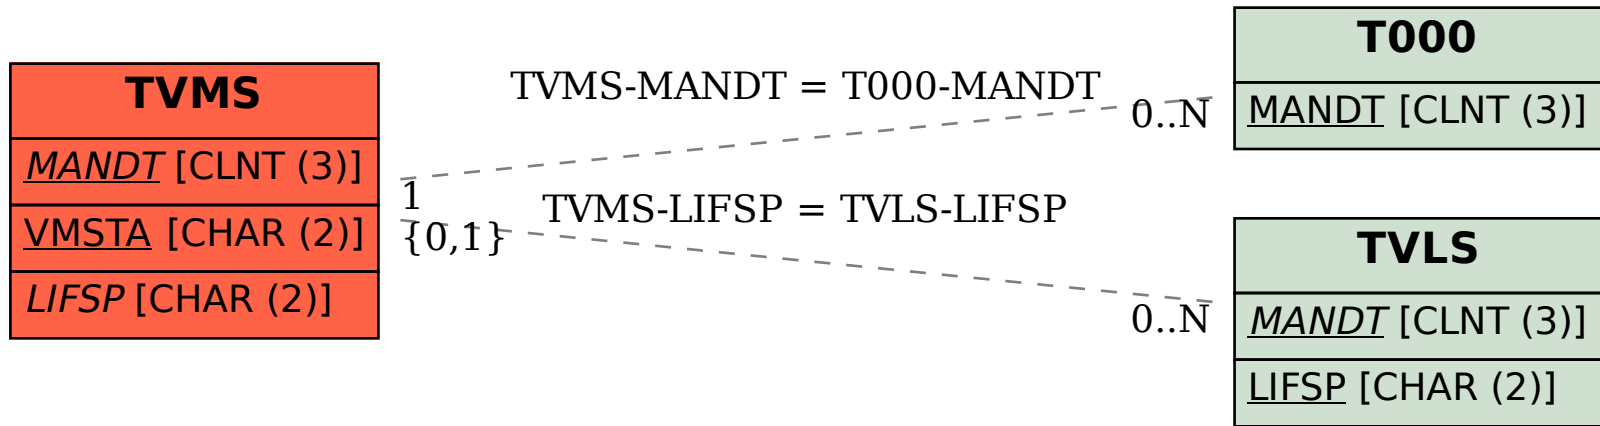 TVMS
MANDT [CLNT (3)]
VMSTA [CHAR (2)]
LIFSP [CHAR (2)]
TVMS-MANDT = T000-MANDT
1
0..N
TVMS-LIFSP = TVLS-LIFSP
{0,1}
0..N
T000
MANDT [CLNT (3)]
TVLS
MANDT [CLNT (3)]
LIFSP [CHAR (2)]